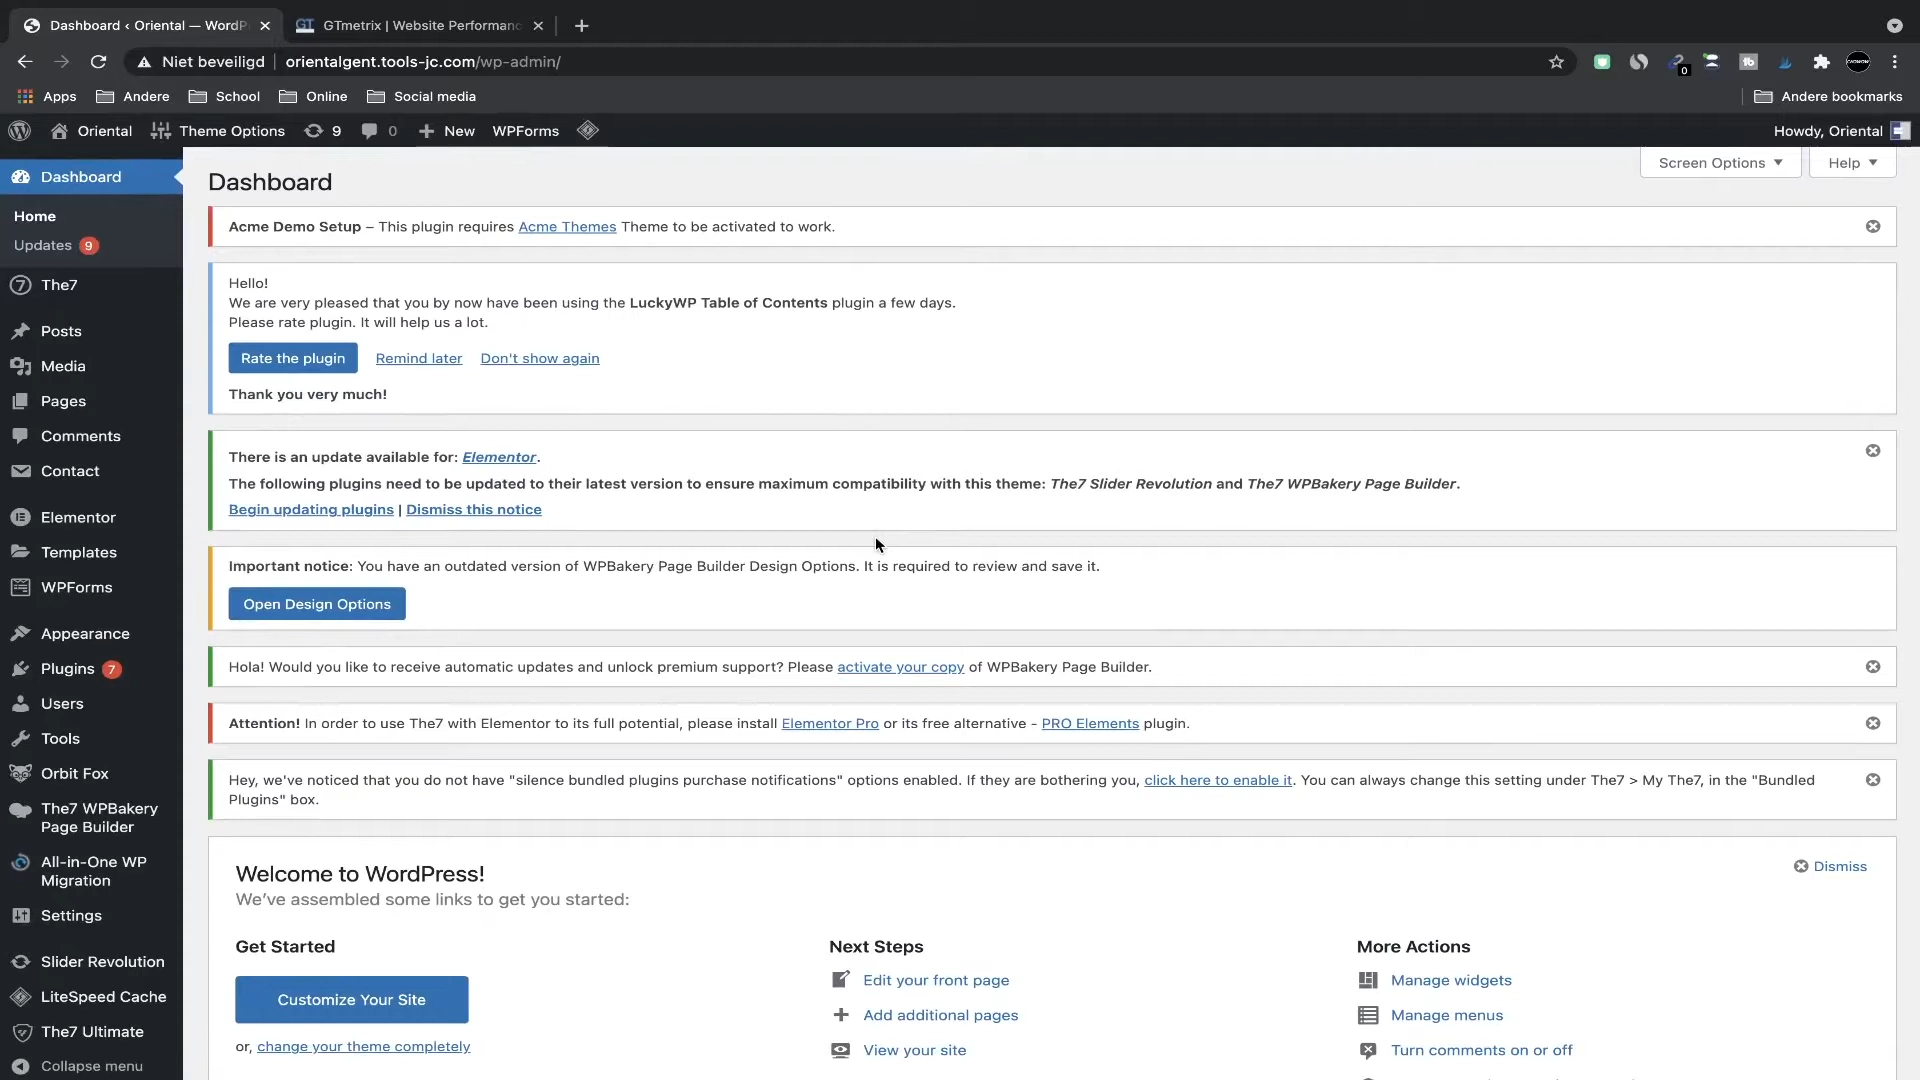 Dashboard ‹ Oriental — WordP
GT GTmetrix | Website Performan
Niet beveiligd | orientalgent.tools-jc.com/wp-admin/
0
Apps Andere School Online Social media Andere bookmarks
Oriental Theme Options 9 0 New WPForms Howdy, Oriental
Screen Options Help
Dashboard
Home
Updates 9
The7
Posts
Media
Pages
Comments
Contact
Elementor
Templates
WPForms
Appearance
Plugins 7
Users
Tools
Orbit Fox
The7 WPBakery
Page Builder
All-in-One WP
Migration
Settings
Slider Revolution
LiteSpeed Cache
The7 Ultimate
Collapse menu
Dashboard
Acme Demo Setup – This plugin requires Acme Themes Theme to be activated to work.
Hello!
We are very pleased that you by now have been using the LuckyWP Table of Contents plugin a few days.
Please rate plugin. It will help us a lot.
Rate the plugin Remind later Don't show again
Thank you very much!
There is an update available for: Elementor.
The following plugins need to be updated to their latest version to ensure maximum compatibility with this theme: The7 Slider Revolution and The7 WPBakery Page Builder.
Begin updating plugins | Dismiss this notice
Important notice: You have an outdated version of WPBakery Page Builder Design Options. It is required to review and save it.
Open Design Options
Hola! Would you like to receive automatic updates and unlock premium support? Please activate your copy of WPBakery Page Builder.
Attention! In order to use The7 with Elementor to its full potential, please install Elementor Pro or its free alternative - PRO Elements plugin.
Hey, we've noticed that you do not have "silence bundled plugins purchase notifications" options enabled. If they are bothering you, click here to enable it. You can always change this setting under The7 > My The7, in the "Bundled
Plugins" box.
Welcome to WordPress!
Dismiss
We've assembled some links to get you started:
Get Started
Customize Your Site
or, change your theme completely
Next Steps
Edit your front page
Add additional pages
View your site
More Actions
Manage widgets
Manage menus
Turn comments on or off